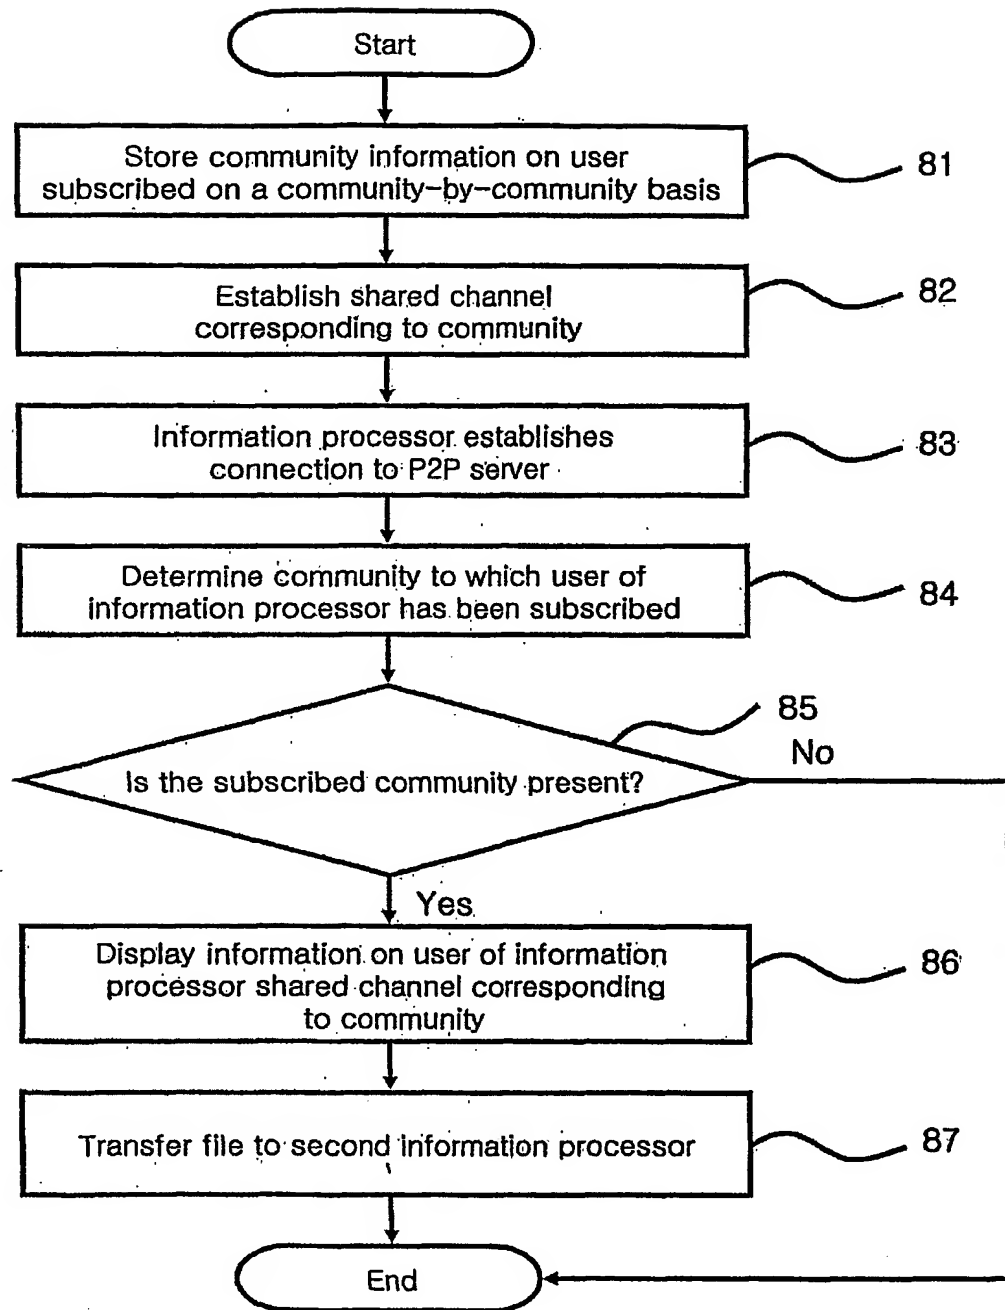 Start
Store community information on user
subscribed on a community-by-community basis
81
Establish shared channel
corresponding to community
82
Information processor establishes
connection to P2P server
83
Determine community to which user of
information processor has been subscribed
84
85
Is the subscribed community present?
No
Yes
Display information on user of information
processor shared channel corresponding
to community
86
Transfer file to second information processor
87
End